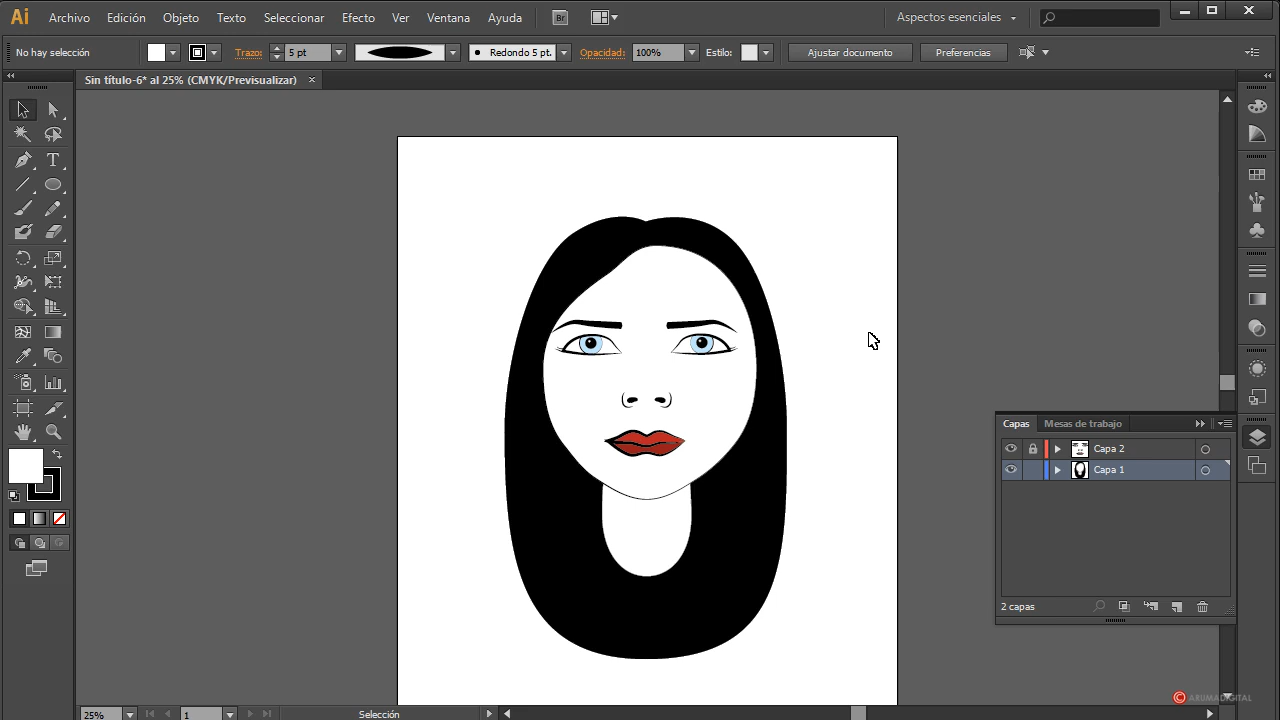 Ai Archivo Edición Objeto Texto Seleccionar Efecto Ver Ventana Ayuda Br Aspectos esenciales
No hay selección Trazo: 5 pt Redondo 5 pt. Opacidad: 100% Estilo: Ajustar documento Preferencias
Sin título-6* al 25% (CMYK/Previsualizar) ×
T
Capas Mesas de trabajo
Capa 2
Capa 1
2 capas
© ARUMADIGITAL
25% 1 Selección